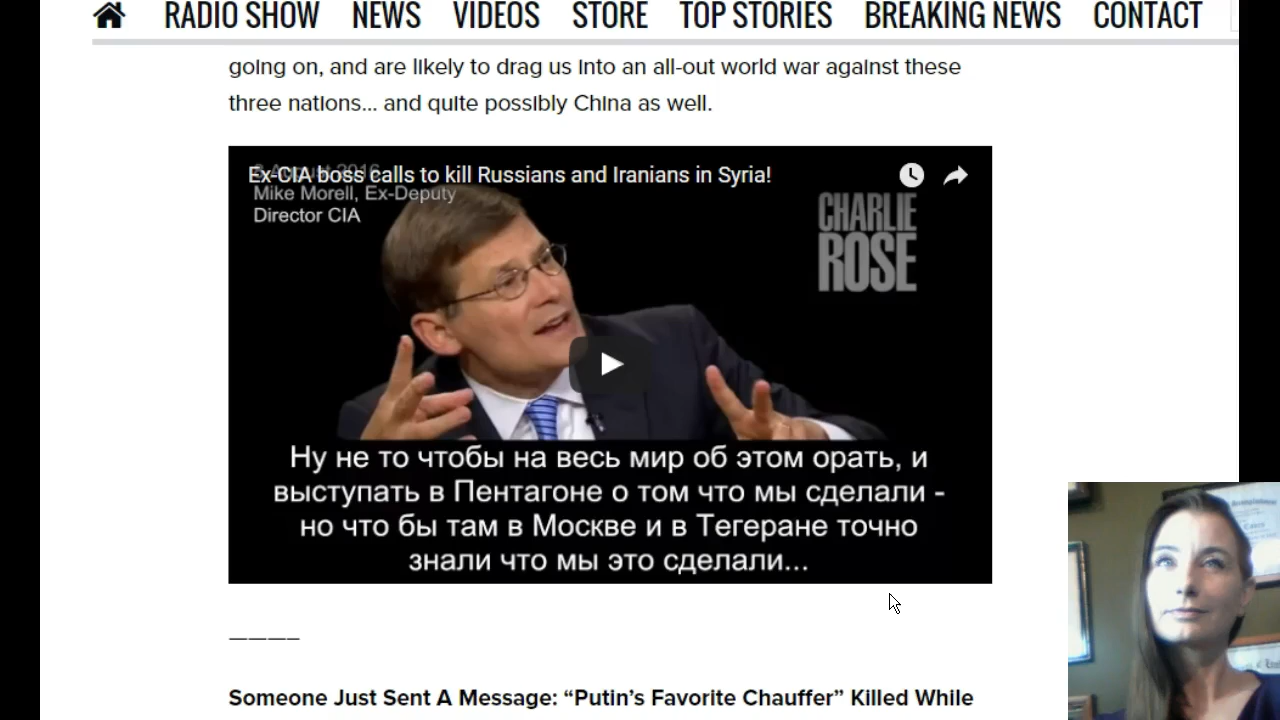 RADIO SHOW NEWS VIDEOS STORE TOP STORIES BREAKING NEWS CONTACT
going on, and are likely to drag us into an all-out world war against these
three nations... and quite possibly China as well.
Ex-CIA boss calls to kill Russians and Iranians in Syria!
Mike Morell, Ex-Deputy
Director CIA
CHARLIE
ROSE
Ну не то чтобы на весь мир об этом орать, и
выступать в Пентагоне о том что мы сделали -
но что бы там в Москве и в Тегеране точно
знали что мы это сделали...
————–
Someone Just Sent A Message: “Putin’s Favorite Chauffer” Killed While